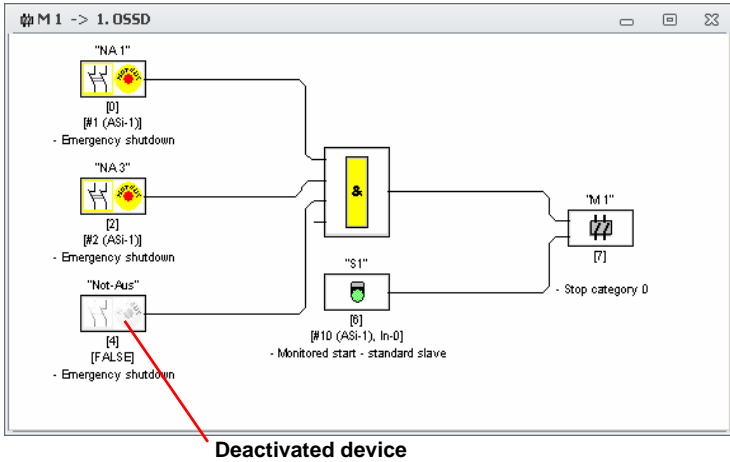 M 1 -> 1. OSSD
"NA 1"
[0]
[#1 (ASi-1)]
- Emergency shutdown
"NA 3"
[2]
[#2 (ASi-1)]
- Emergency shutdown
"Not-Aus"
[4]
[FALSE]
- Emergency shutdown
&
"S1"
[6]
[#10 (ASi-1), In-0]
- Monitored start - standard slave
"M 1"
[7]
- Stop category 0
Deactivated device